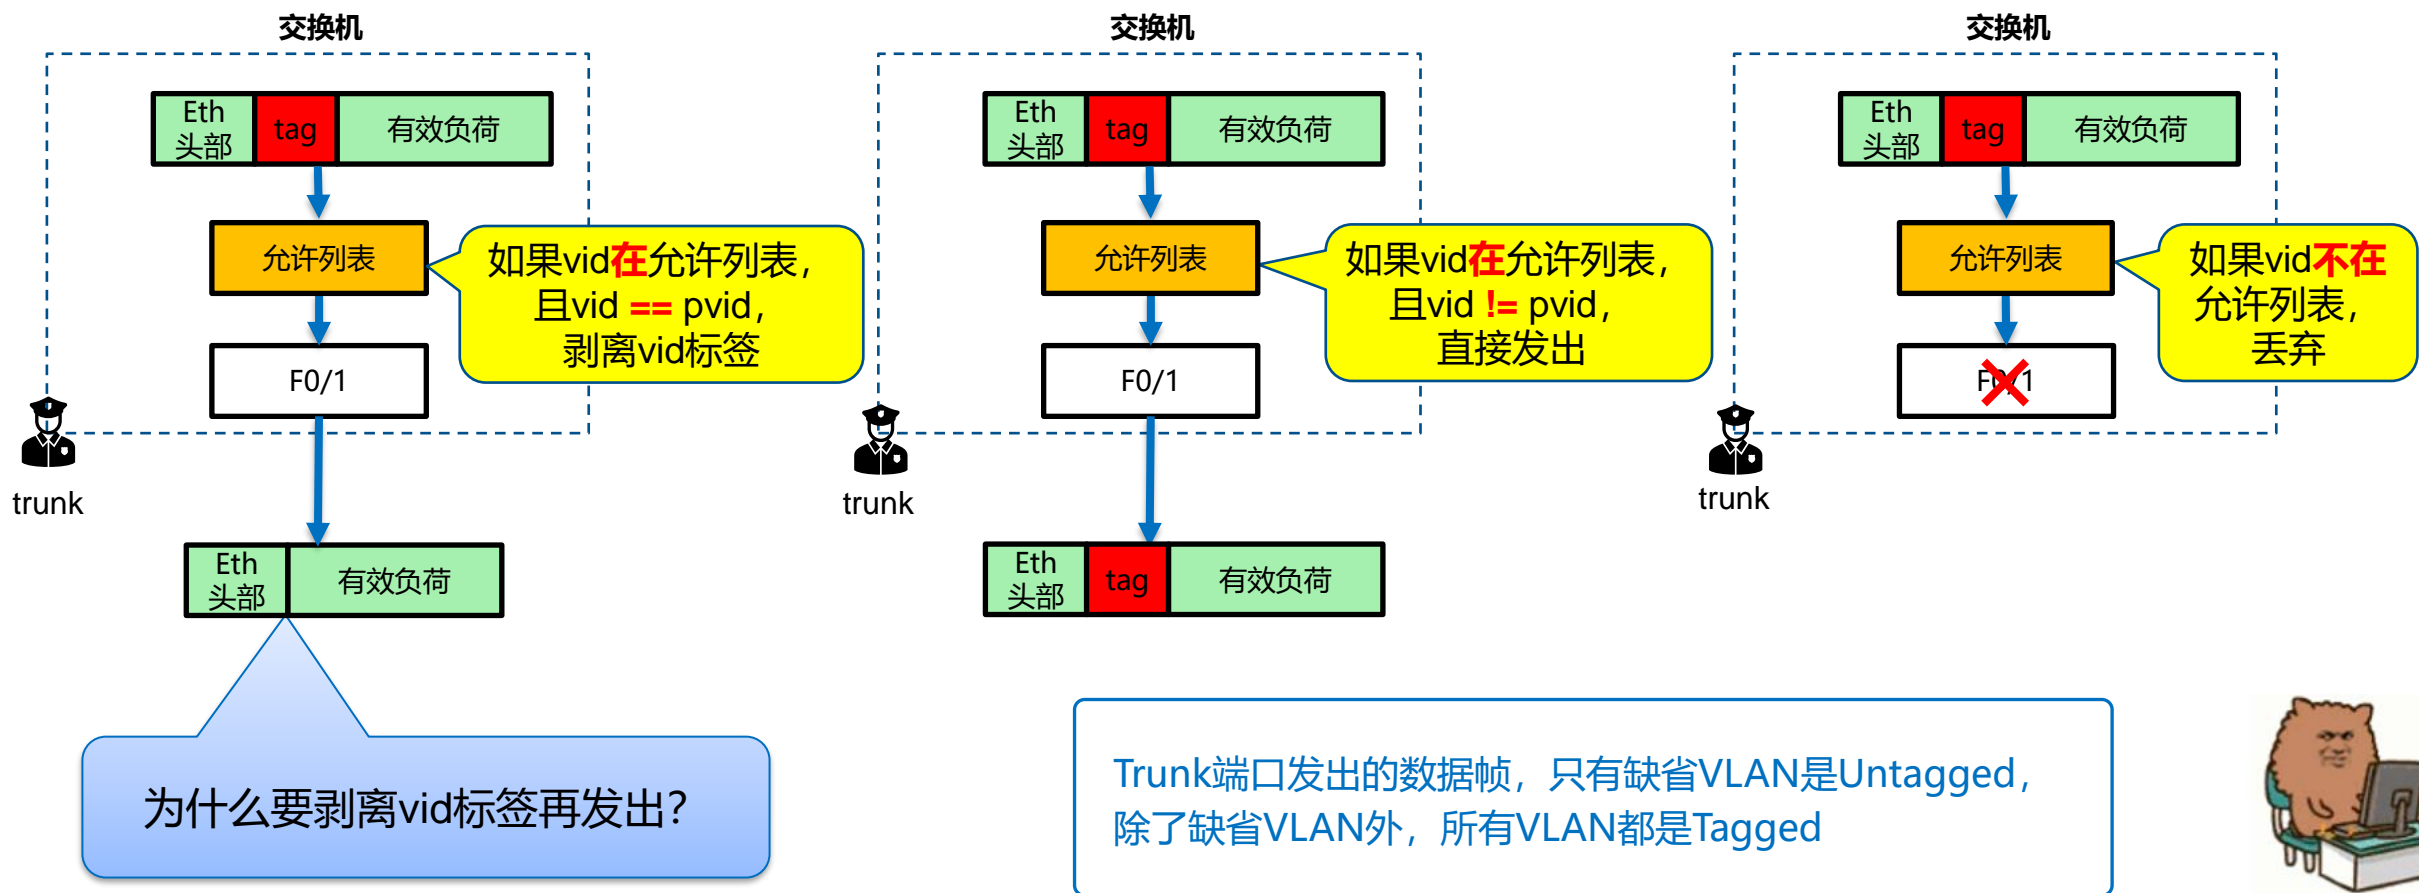 交换机
Eth
头部
tag
有效负荷
允许列表
如果vid在允许列表，
且vid == pvid，
剥离vid标签
F0/1
trunk
Eth
头部
有效负荷
为什么要剥离vid标签再发出？
交换机
Eth
头部
tag
有效负荷
允许列表
如果vid在允许列表，
且vid != pvid，
直接发出
F0/1
trunk
Eth
头部
tag
有效负荷
交换机
Eth
头部
tag
有效负荷
允许列表
如果vid不在
允许列表，
丢弃
F0/1
trunk
Trunk端口发出的数据帧，只有缺省VLAN是Untagged，
除了缺省VLAN外，所有VLAN都是Tagged